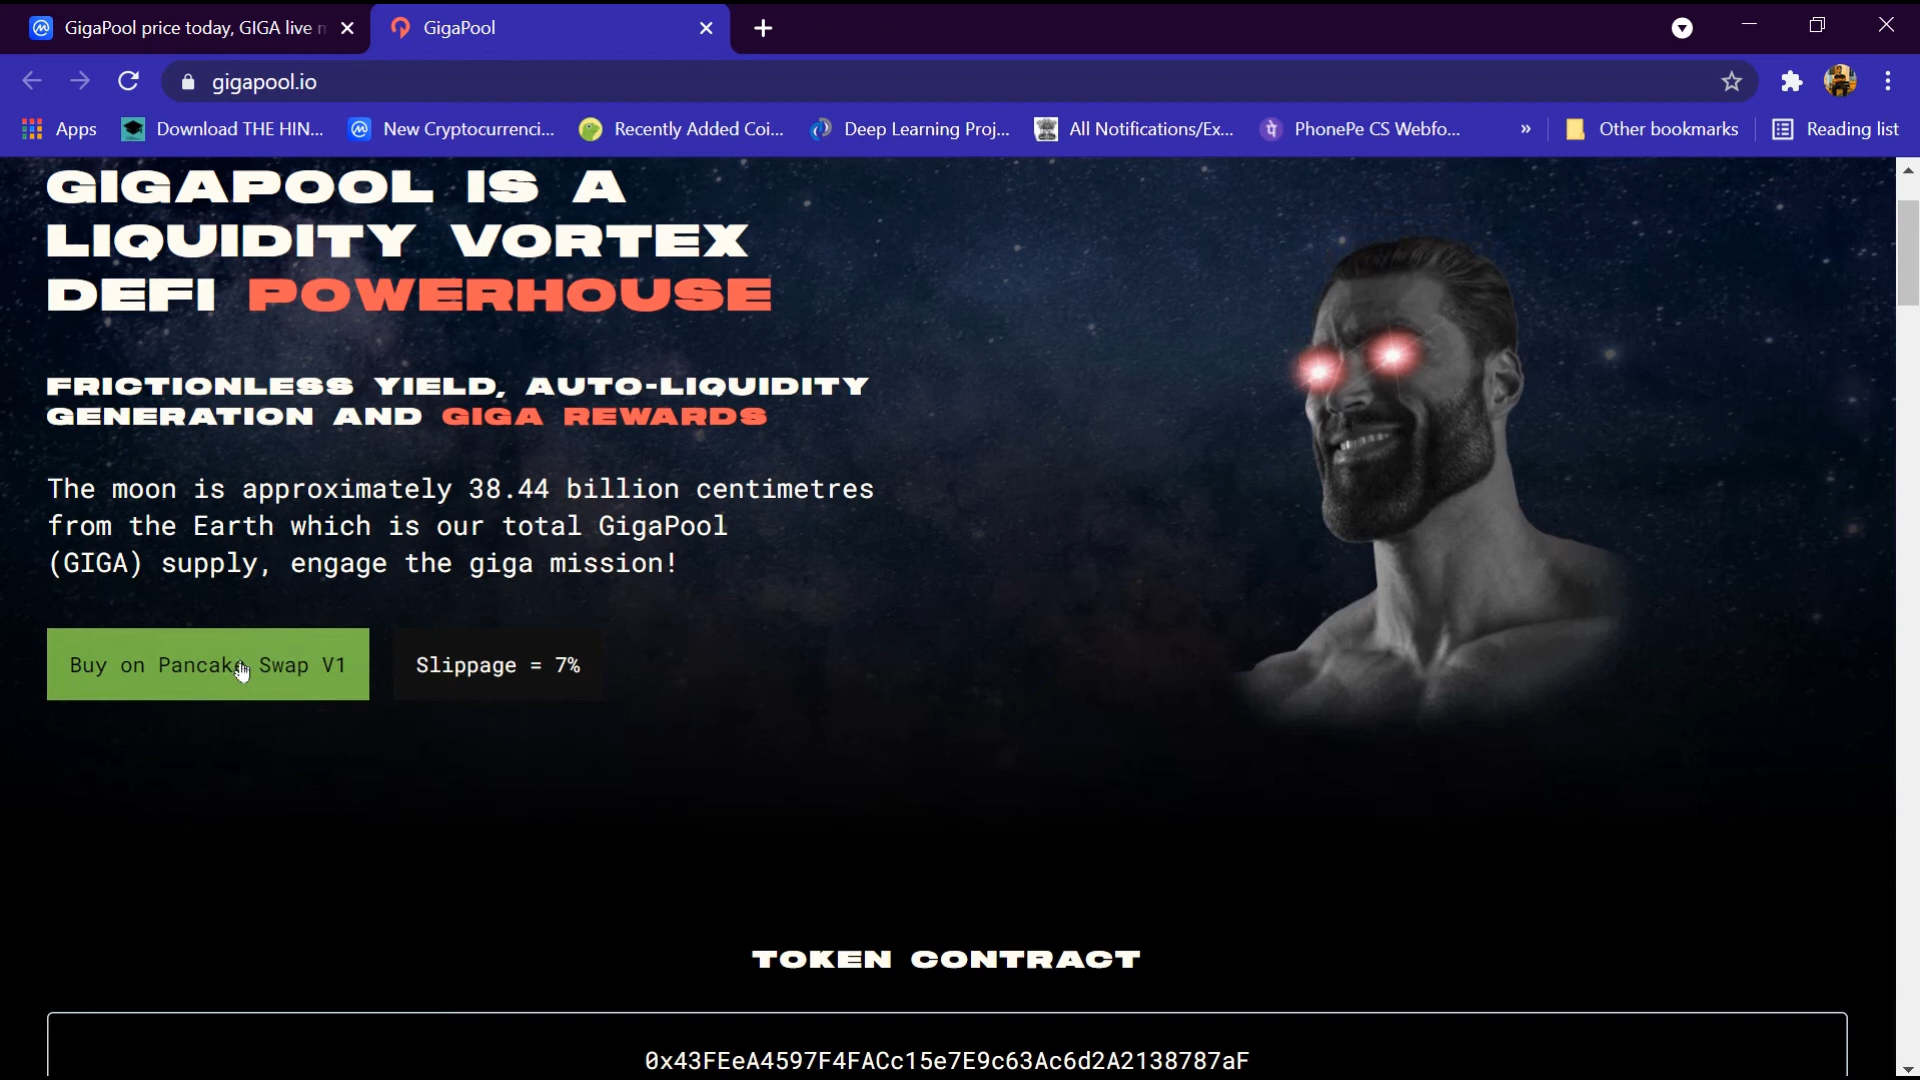 GigaPool price today, GIGA live
GigaPool
gigapool.io
Apps
Download THE HIN...
New Cryptocurrenci...
Recently Added Coi...
Deep Learning Proj...
All Notifications/Ex...
PhonePe CS Webfo...
»
Other bookmarks
Reading list
GIGAPOOL IS A
LIQUIDITY VORTEX
DEFI POWERHOUSE
FRICTIONLESS YIELD, AUTO-LIQUIDITY
GENERATION AND GIGA REWARDS
The moon is approximately 38.44 billion centimetres
from the Earth which is our total GigaPool
(GIGA) supply, engage the giga mission!
Buy on Pancake Swap V1
Slippage = 7%
TOKEN CONTRACT
0x43FEeA4597F4FACc15e7E9c63Ac6d2A2138787aF